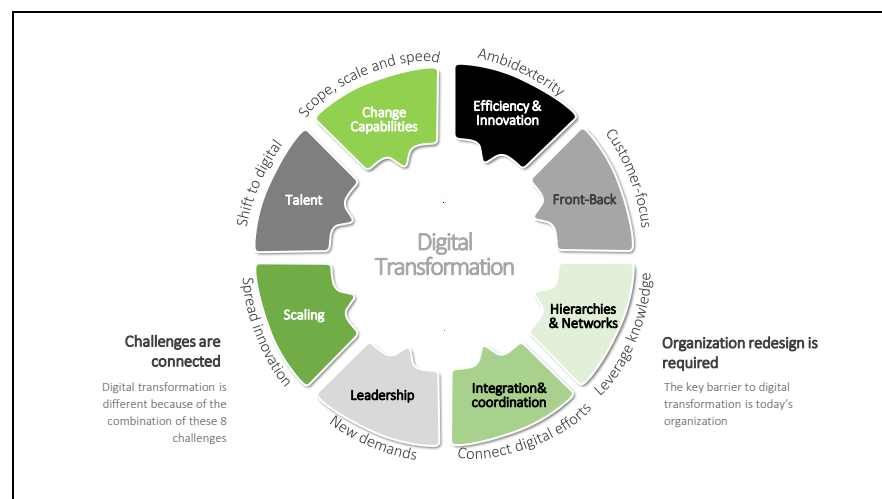 Scope, scale and speed
Ambidexterity
Change
Capabilities
Efficiency &
Innovation
Shift to digital
Customer-focus
Talent
Front-Back
Digital
Transformation
Scaling
Hierarchies
& Networks
Spread innovation
Leverage knowledge
Leadership
Integration&
coordination
New demands
Connect digital efforts
Challenges are
connected
Digital transformation is
different because of the
combination of these 8
challenges
Organization redesign is
required
The key barrier to digital
transformation is today's
organization